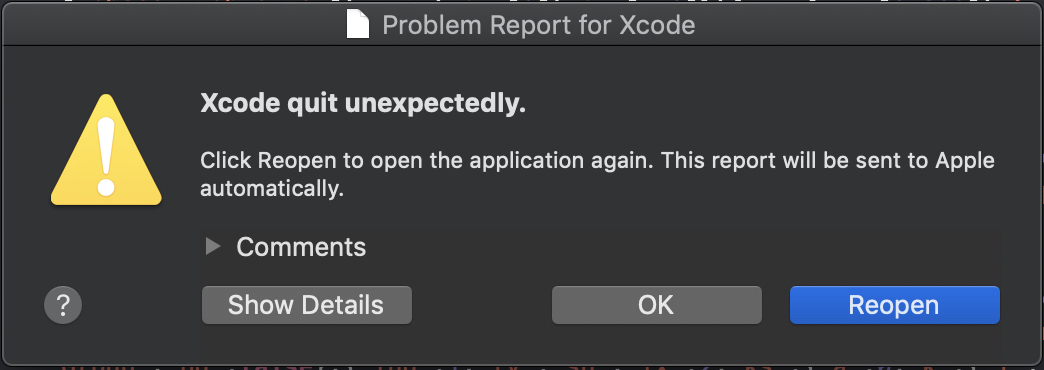 Problem Report for Xcode
Xcode quit unexpectedly.
Click Reopen to open the application again. This report will be sent to Apple
automatically.
Comments
?
Show Details
OK
Reopen